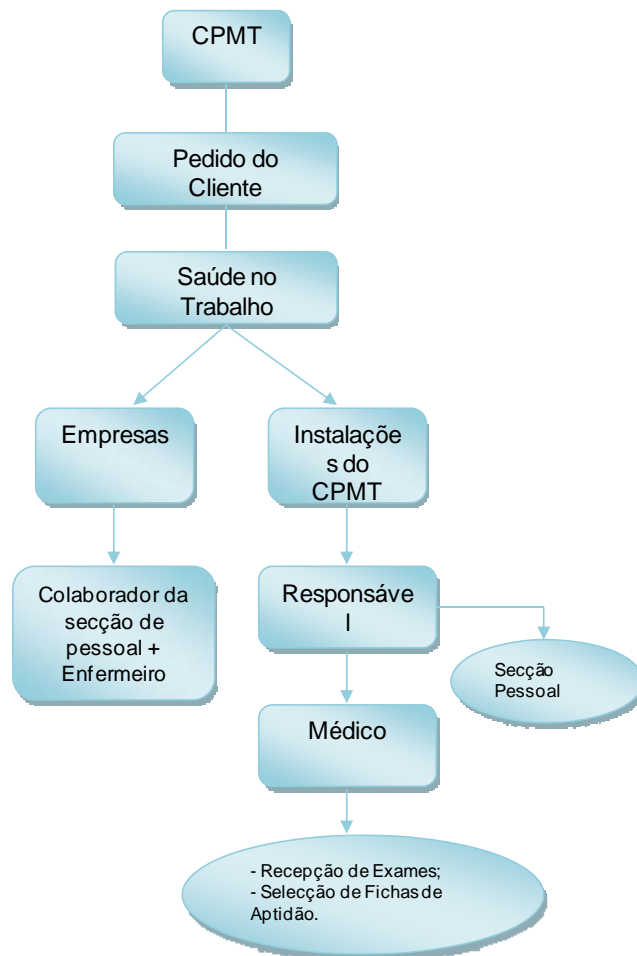 CPMT
Pedido do
Cliente
Saúde no
Trabalho
Empresas
Instalaçõe
s do
CPMT
Colaborador da
secção de
pessoal +
Enfermeiro
Responsáve
l
Secção
Pessoal
Médico
- Recepção de Exames;
- Selecção de Fichas de
Aptidão.